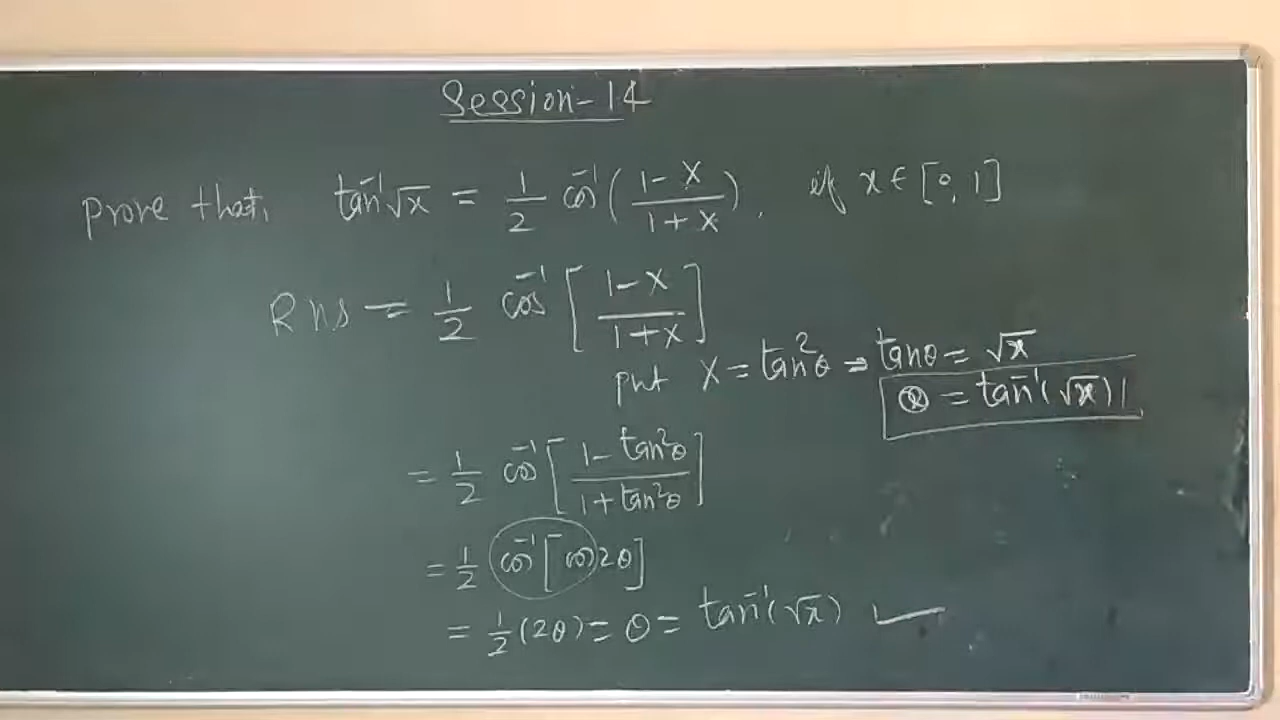 Session-14
Prove that, tan⁻¹√x = 1/2 cos⁻¹(1-x/1+x), if x ∈ [0,1]
RHS = 1/2 cos⁻¹[1-x/1+x]
put x = tan²θ ⇒ tanθ = √x
θ = tan⁻¹(√x)
= 1/2 cos⁻¹[1-tan²θ/1+tan²θ]
= 1/2 cos⁻¹[cos2θ]
= 1/2(2θ) = θ = tan⁻¹(√x)